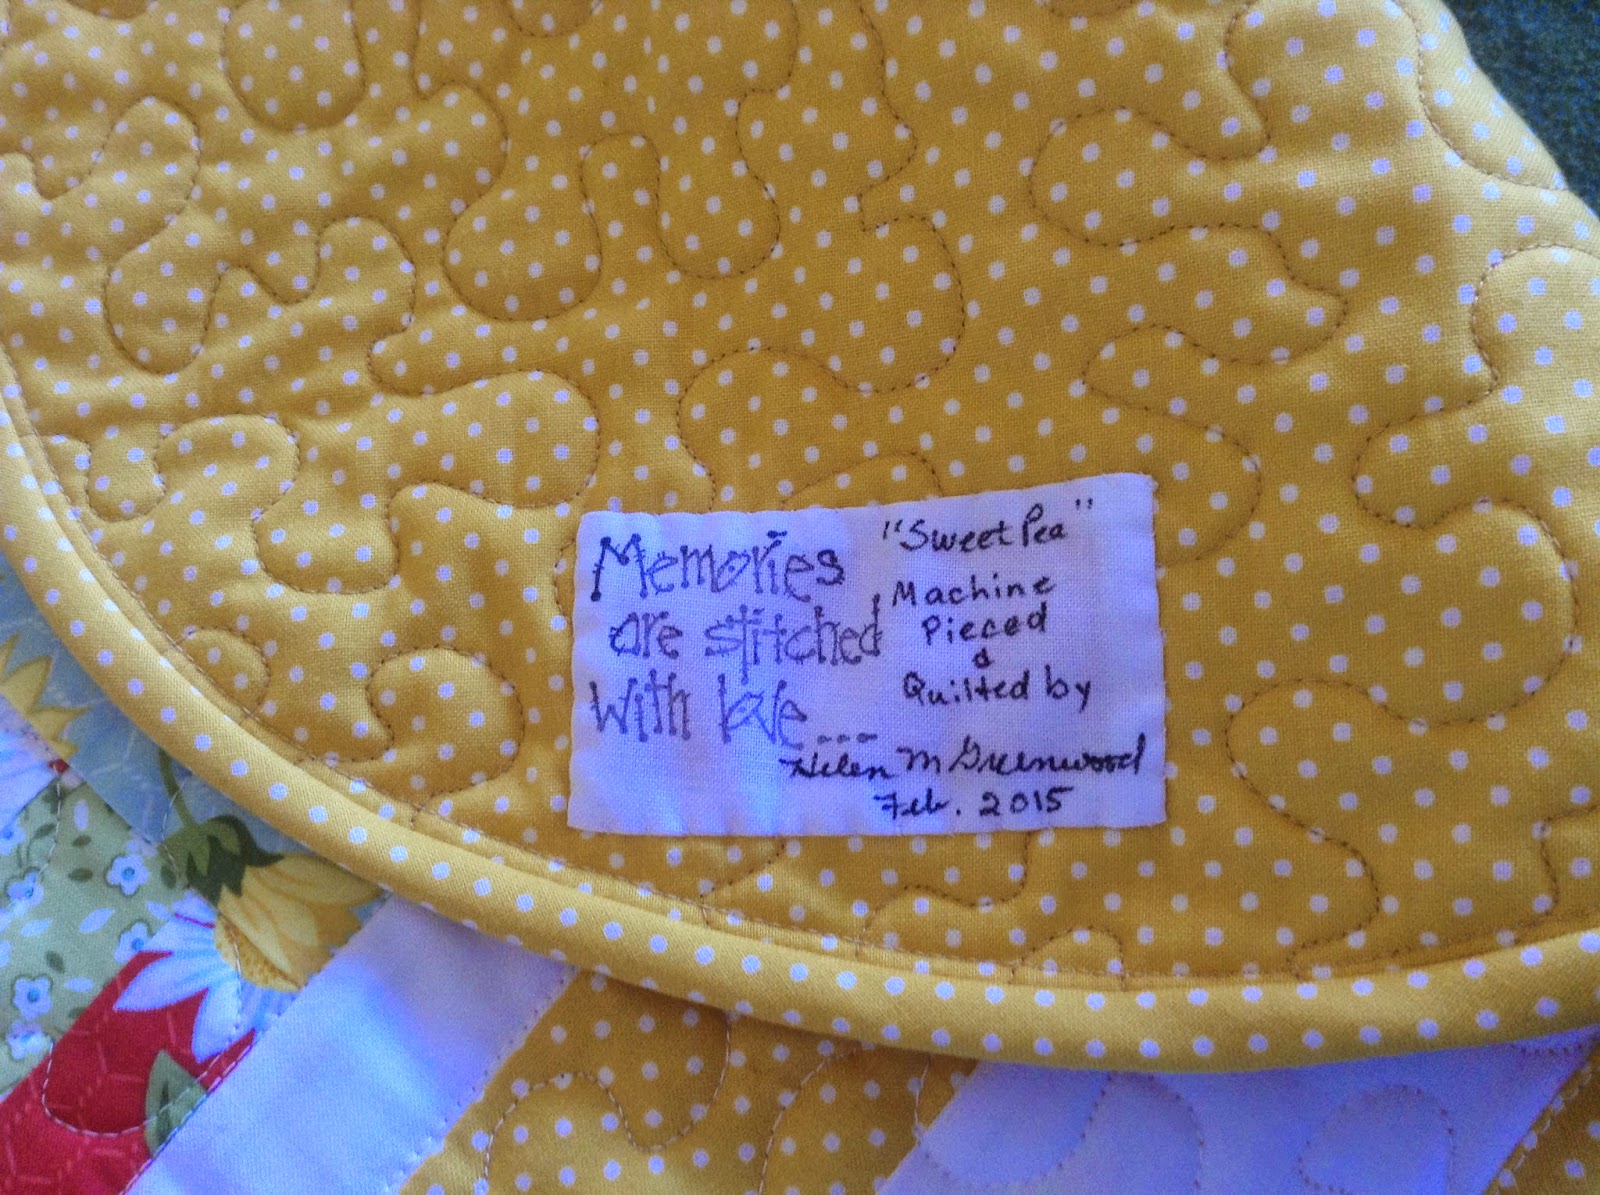 Memories
are stitched
with love...
"Sweet Pea"
Machine
Pieced
&
Quilted by
Helen M Greenwood
Feb. 2015